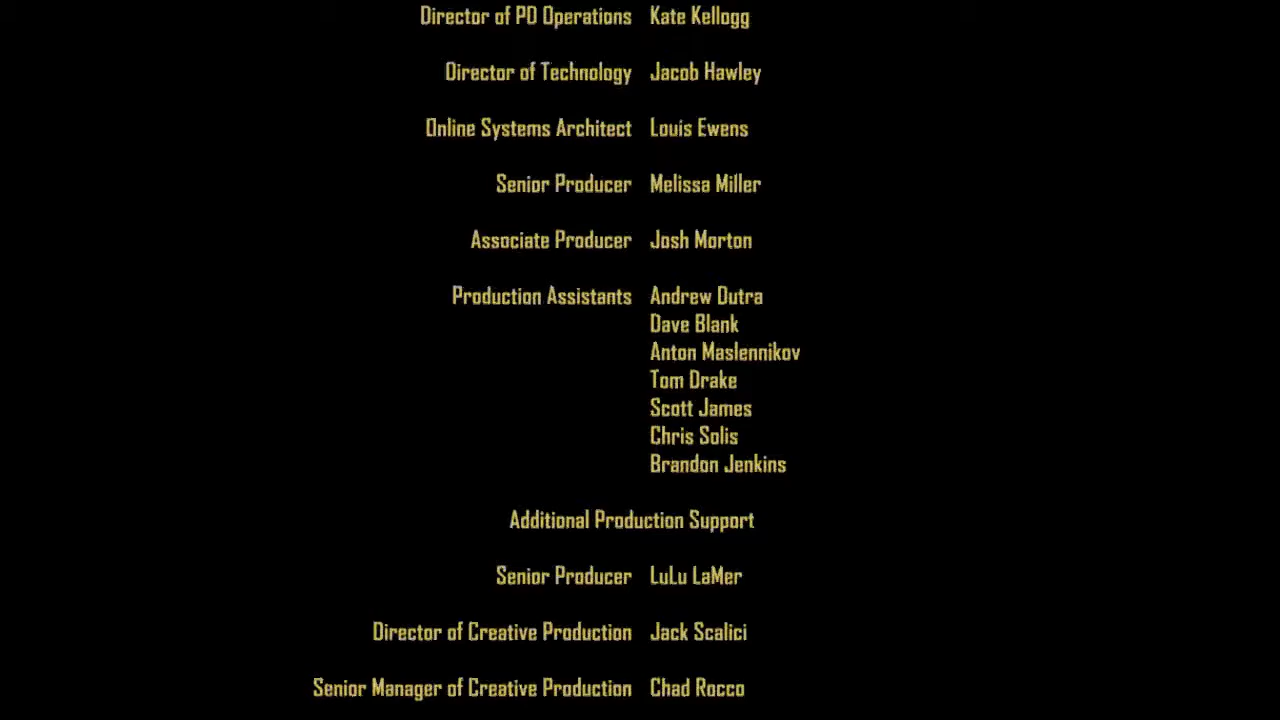 Director of PD Operations Kate Kellogg
Director of Technology Jacob Hawley
Online Systems Architect Louis Ewens
Senior Producer Melissa Miller
Associate Producer Josh Morton
Production Assistants Andrew Dutra
Dave Blank
Anton Maslennikov
Tom Drake
Scott James
Chris Solis
Brandon Jenkins
Additional Production Support
Senior Producer LuLu LaMer
Director of Creative Production Jack Scalici
Senior Manager of Creative Production Chad Rocco